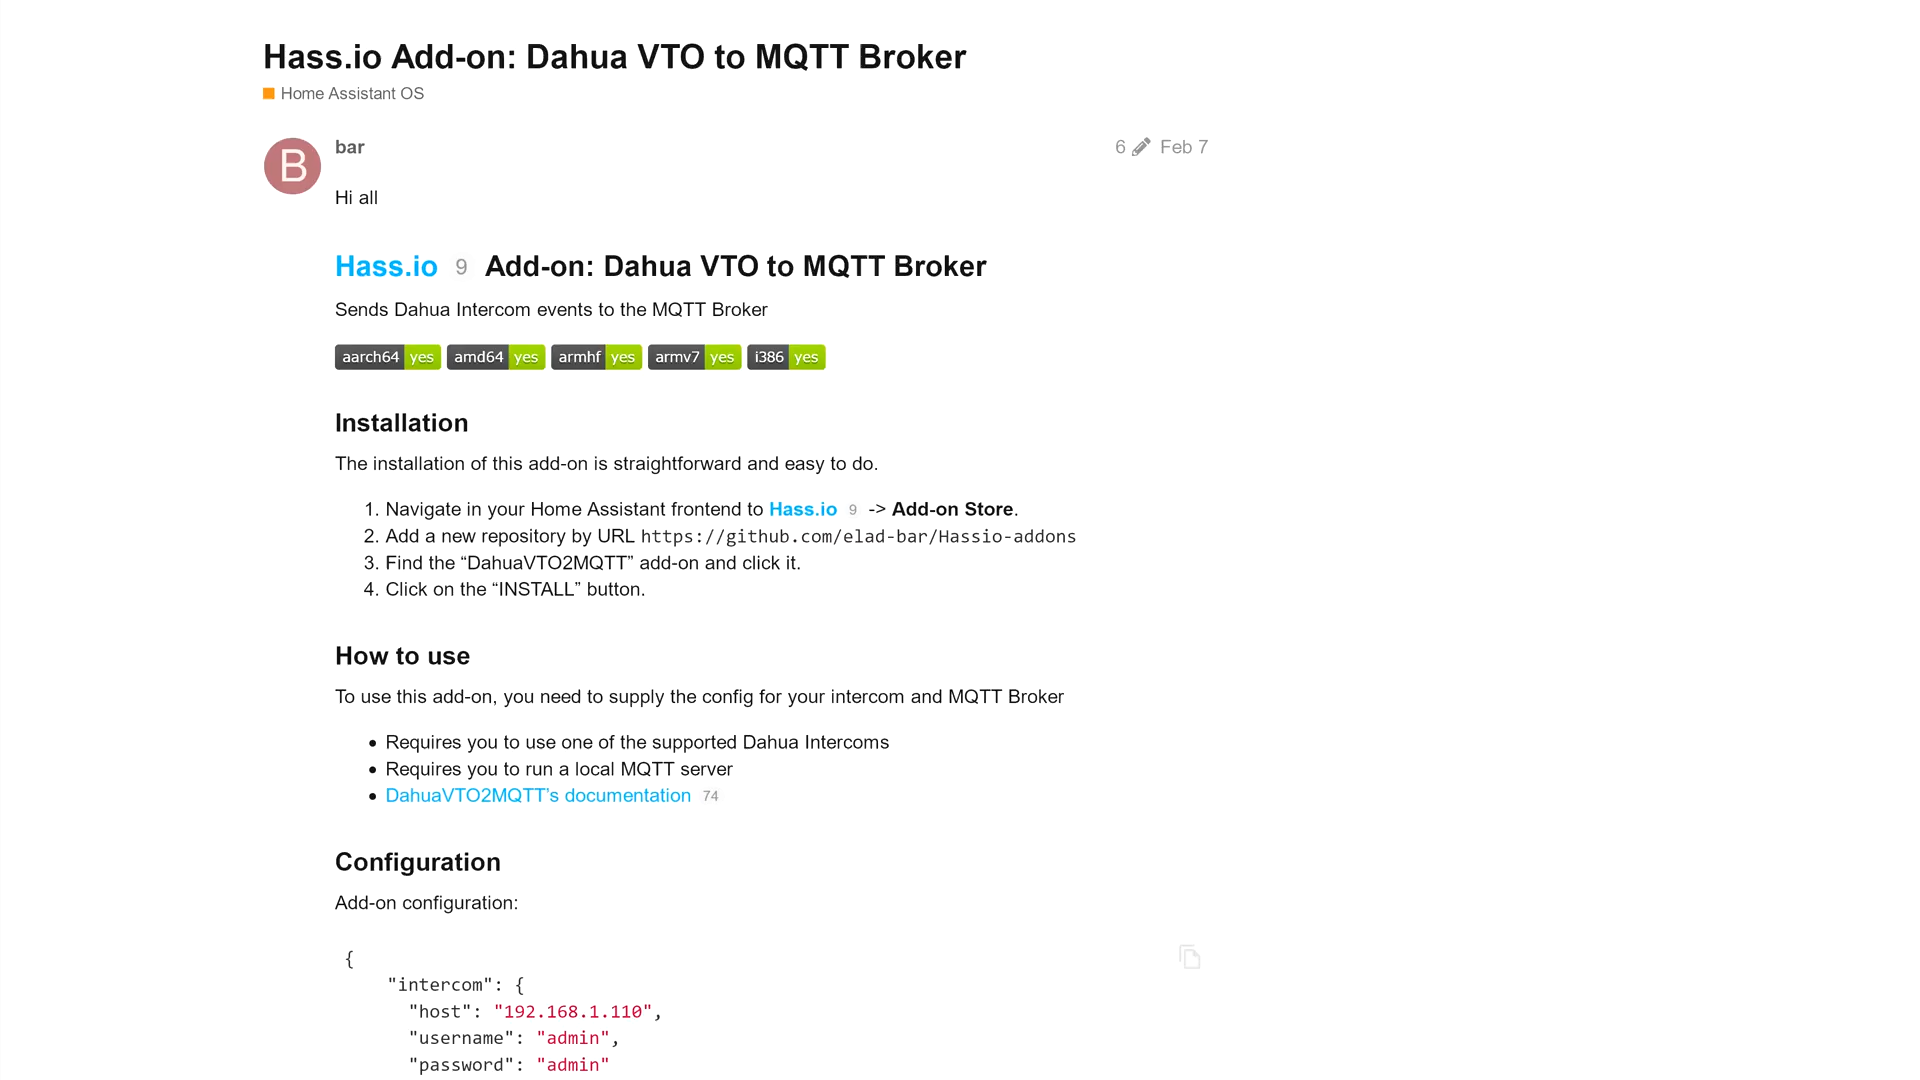 Hass.io Add-on: Dahua VTO to MQTT Broker
Home Assistant OS
B
bar
6
Feb 7
Hi all
Hass.io 9 Add-on: Dahua VTO to MQTT Broker
Sends Dahua Intercom events to the MQTT Broker
aarch64 yes amd64 yes armhf yes armv7 yes i386 yes
Installation
The installation of this add-on is straightforward and easy to do.
1. Navigate in your Home Assistant frontend to Hass.io 9 -> Add-on Store.
2. Add a new repository by URL https://github.com/elad-bar/Hassio-addons
3. Find the “DahuaVTO2MQTT” add-on and click it.
4. Click on the “INSTALL” button.
How to use
To use this add-on, you need to supply the config for your intercom and MQTT Broker
• Requires you to use one of the supported Dahua Intercoms
• Requires you to run a local MQTT server
• DahuaVTO2MQTT’s documentation 74
Configuration
Add-on configuration:
{
"intercom": {
"host": "192.168.1.110",
"username": "admin",
"password": "admin"